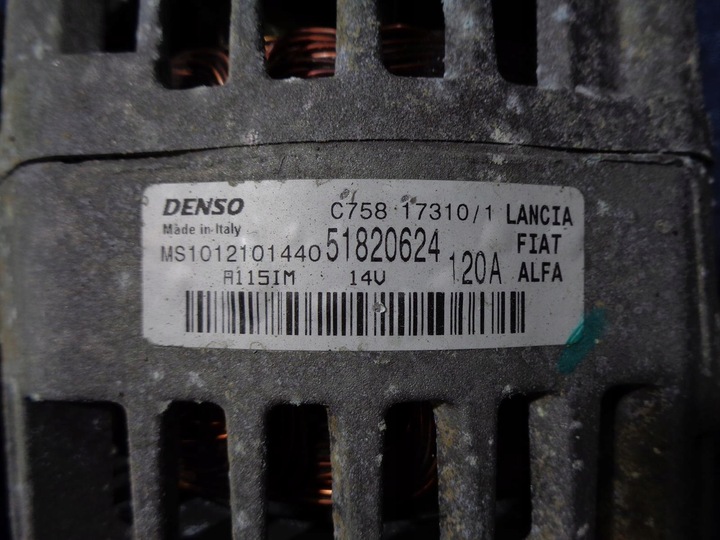 DENSO C758 17310/1 LANCIA
Made in Italy FIAT
MS1012101440 51820624 120A ALFA
A115IM 14V